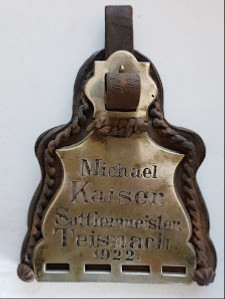 Michael
Kaiser
Sattlermeister
Teisnach.
1922.